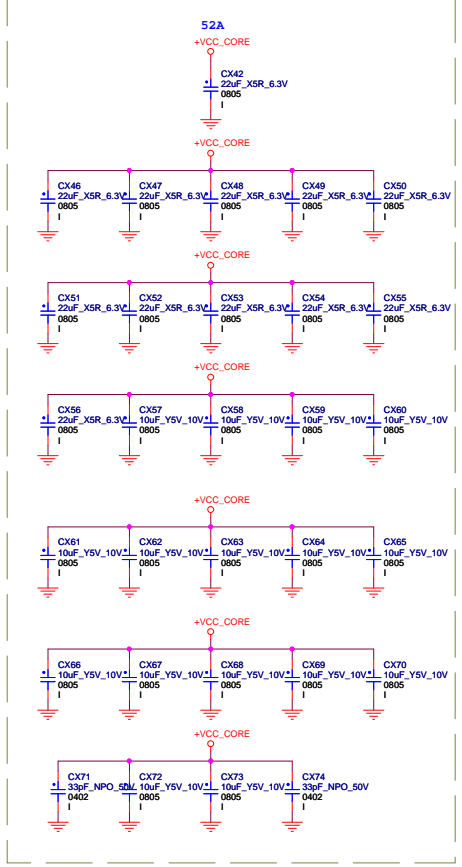 52A
+VCC_CORE
CX42
22uF_X5R_6.3V
0805
I
+VCC_CORE
CX46 CX47 CX48 CX49 CX50
22uF_X5R_6.3V 22uF_X5R_6.3V 22uF_X5R_6.3V 22uF_X5R_6.3V 22uF_X5R_6.3V
0805 0805 0805 0805 0805
I I I I I
+VCC_CORE
CX51 CX52 CX53 CX54 CX55
22uF_X5R_6.3V 22uF_X5R_6.3V 22uF_X5R_6.3V 22uF_X5R_6.3V 22uF_X5R_6.3V
0805 0805 0805 0805 0805
I I I I I
+VCC_CORE
CX56 CX57 CX58 CX59 CX60
22uF_X5R_6.3V 10uF_Y5V_10V 10uF_Y5V_10V 10uF_Y5V_10V 10uF_Y5V_10V
0805 0805 0805 0805 0805
I I I I I
+VCC_CORE
CX61 CX62 CX63 CX64 CX65
10uF_Y5V_10V 10uF_Y5V_10V 10uF_Y5V_10V 10uF_Y5V_10V 10uF_Y5V_10V
0805 0805 0805 0805 0805
I I I I I
+VCC_CORE
CX66 CX67 CX68 CX69 CX70
10uF_Y5V_10V 10uF_Y5V_10V 10uF_Y5V_10V 10uF_Y5V_10V 10uF_Y5V_10V
0805 0805 0805 0805 0805
I I I I I
+VCC_CORE
CX71 CX72 CX73 CX74
33pF_NPO_50V 10uF_Y5V_10V 10uF_Y5V_10V 33pF_NPO_50V
0402 0805 0805 0402
I I I I